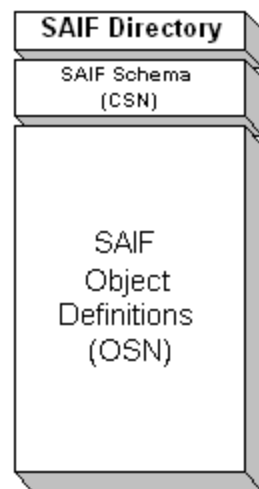 SAIF Directory
SAIF Schema
(CSN)
SAIF
Object
Definitions
(OSN)